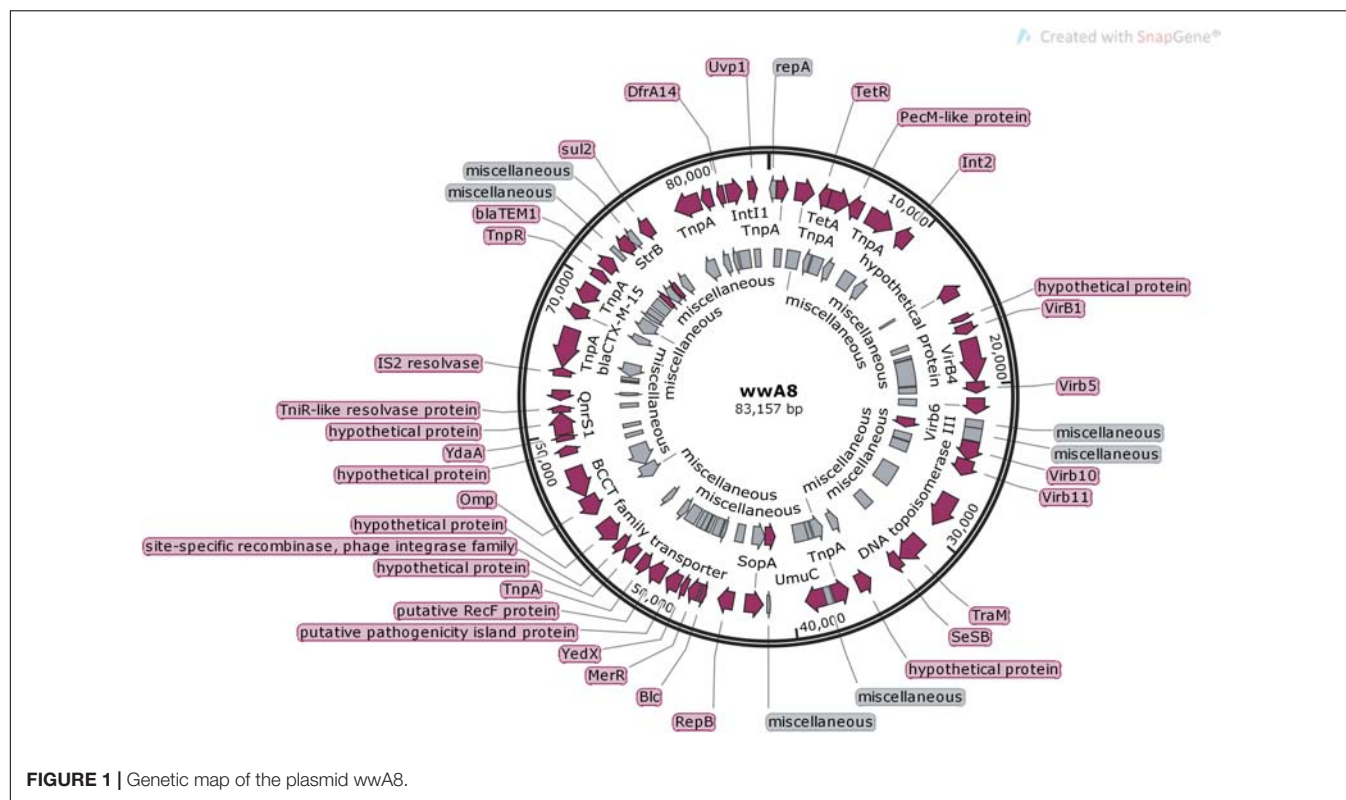 Created with SnapGene®
Uvp1
repA
DfrA14
TetR
PecM-like protein
sul2
Int2
miscellaneous
miscellaneous
blaTEM1
TnpR
80,000
10,000
TnpA
IntI1
TnpA
TetA
TnpA
TnpA
StrB
TnpA
70,000
blaCTX-M-15
TnpA
miscellaneous
miscellaneous
miscellaneous
miscellaneous
hypothetical protein
hypothetical protein
VirB1
VirB4
20,000
Virb5
IS2 resolvase
QnrS1
miscellaneous
wwA8
83,157 bp
Virb6
TniR-like resolvase protein
hypothetical protein
YdaA
hypothetical protein
50,000
miscellaneous
miscellaneous
Virb10
Virb11
miscellaneous
miscellaneous
miscellaneous
miscellaneous
DNA topoisomerase III
30,000
Omp
BCCT family transporter
hypothetical protein
site-specific recombinase, phage integrase family
hypothetical protein
TnpA
putative RecF protein
putative pathogenicity island protein
YedX
MerR
Blc
RepB
50,000
SopA
UmuC
TnpA
40,000
TraM
SeSB
hypothetical protein
miscellaneous
miscellaneous
FIGURE 1 | Genetic map of the plasmid wwA8.